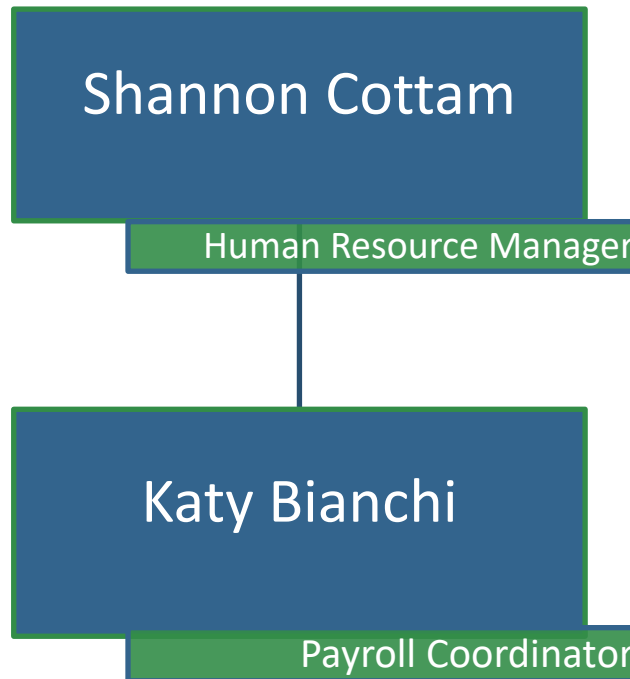 Shannon Cottam
Human Resource Manager
Katy Bianchi
Payroll Coordinator